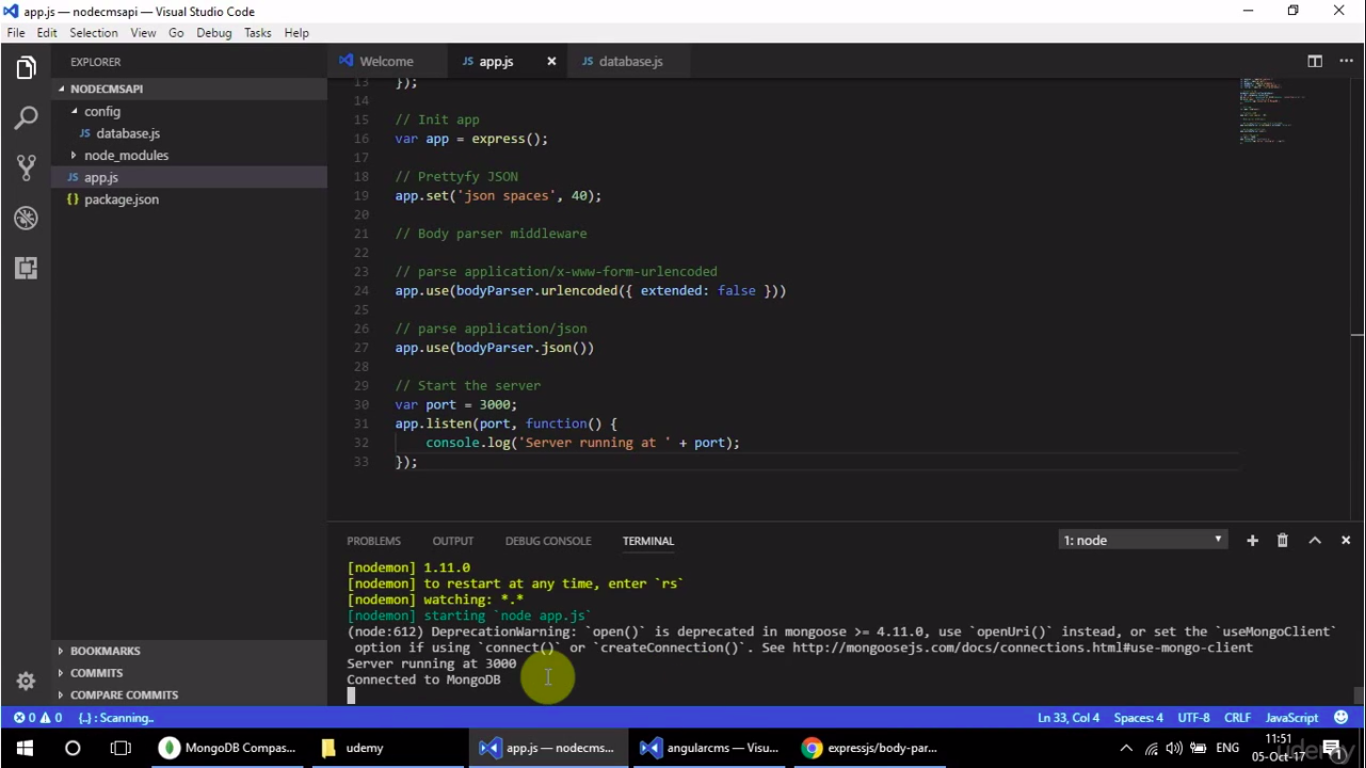 app.js — nodecmsapi — Visual Studio Code
File Edit Selection View Go Debug Tasks Help
EXPLORER
NODECMSAPI
config
JS database.js
node_modules
JS app.js
{} package.json
BOOKMARKS
COMMITS
COMPARE COMMITS
Welcome JS app.js JS database.js
13 });
14
15 // Init app
16 var app = express();
17
18 // Prettyfy JSON
19 app.set('json spaces', 40);
20
21 // Body parser middleware
22
23 // parse application/x-www-form-urlencoded
24 app.use(bodyParser.urlencoded({ extended: false }))
25
26 // parse application/json
27 app.use(bodyParser.json())
28
29 // Start the server
30 var port = 3000;
31 app.listen(port, function() {
32 console.log('Server running at ' + port);
33 });
PROBLEMS OUTPUT DEBUG CONSOLE TERMINAL 1: node
[nodemon] 1.11.0
[nodemon] to restart at any time, enter `rs`
[nodemon] watching: *.*
[nodemon] starting `node app.js`
(node:612) DeprecationWarning: `open()` is deprecated in mongoose >= 4.11.0, use `openUri()` instead, or set the `useMongoClient`
option if using `connect()` or `createConnection()`. See http://mongoosejs.com/docs/connections.html#use-mongo-client
Server running at 3000
Connected to MongoDB
0 0 {..} : Scanning.. Ln 33, Col 4 Spaces: 4 UTF-8 CRLF JavaScript
MongoDB Compas... udemy app.js — nodecms... angularcms — Visu... expressjs/body-par... ENG 11:51
05-Oct-17 1
udemy